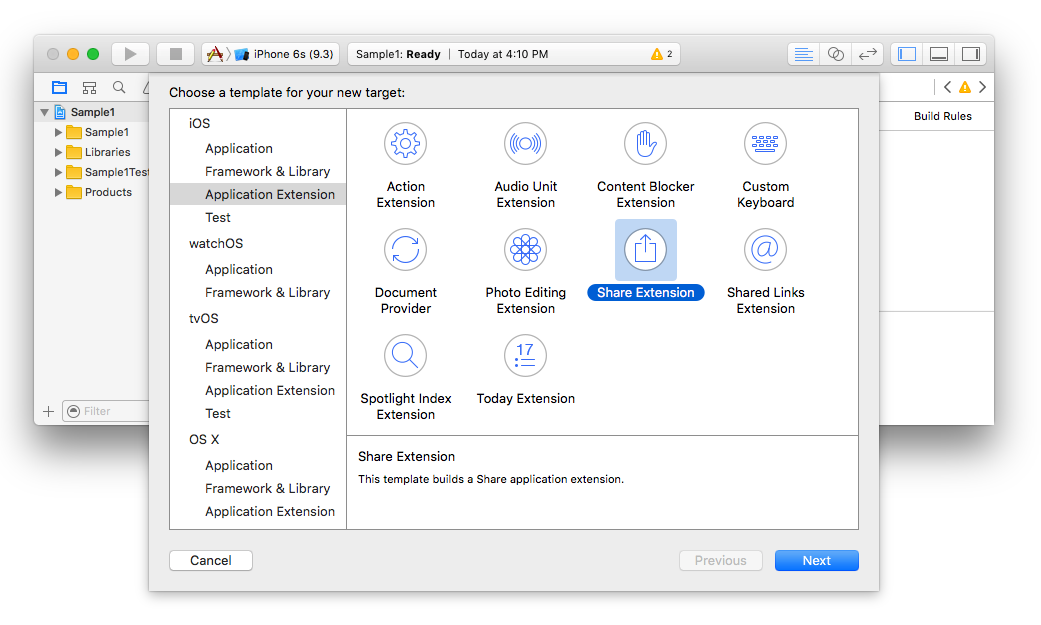 iPhone 6s (9.3)
Sample1: Ready
Today at 4:10 PM
2
Choose a template for your new target:
Build Rules
Sample1
Sample1
Libraries
Sample1Test
Products
Filter
iOS
Application
Framework & Library
Application Extension
Test
watchOS
Application
Framework & Library
tvOS
Application
Framework & Library
Application Extension
Test
OS X
Application
Framework & Library
Application Extension
Action
Extension
Audio Unit
Extension
Content Blocker
Extension
Custom
Keyboard
Document
Provider
Photo Editing
Extension
Share Extension
Shared Links
Extension
Spotlight Index
Extension
17
Today Extension
Share Extension
This template builds a Share application extension.
Cancel
Previous
Next